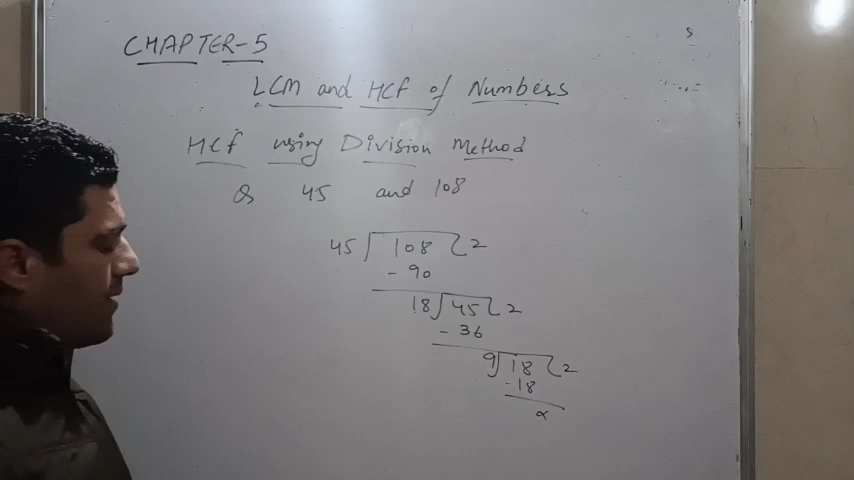 CHAPTER-5
LCM and HCF of Numbers
HCF using Division Method
Q 45 and 108
45 108 2
- 90
18 45 2
- 36
9 18 2
-18
x